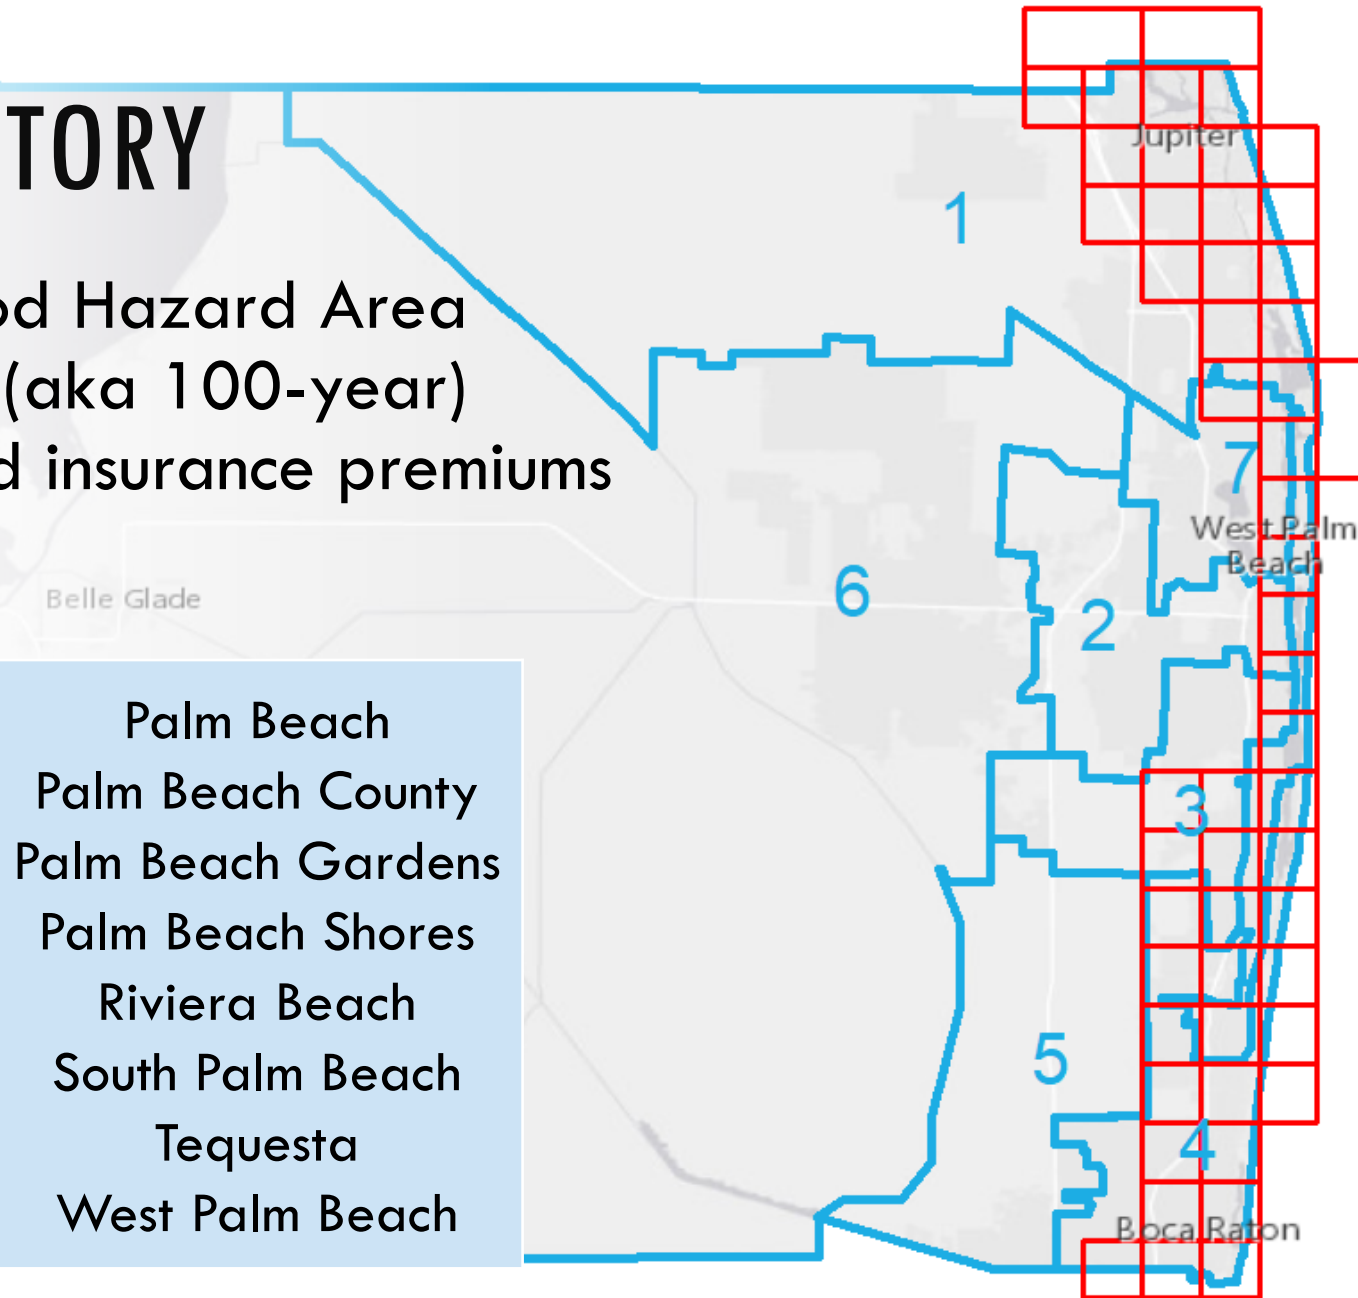 TORY
od Hazard Area
(aka 100-year)
d insurance premiums
Palm Beach
Palm Beach County
Palm Beach Gardens
Palm Beach Shores
Riviera Beach
South Palm Beach
Tequesta
West Palm Beach
Belle Glade
Jupiter
1
7
West Palm
Beach
6
2
3
5
4
Boca Raton